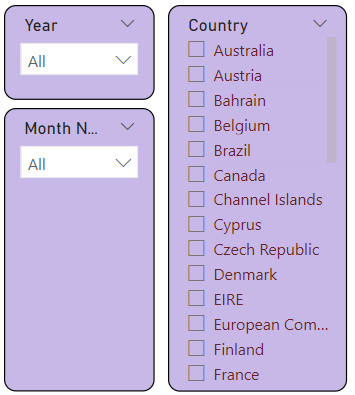 Year
All
Month N...
All
Country
Australia
Austria
Bahrain
Belgium
Brazil
Canada
Channel Islands
Cyprus
Czech Republic
Denmark
EIRE
European Com...
Finland
France